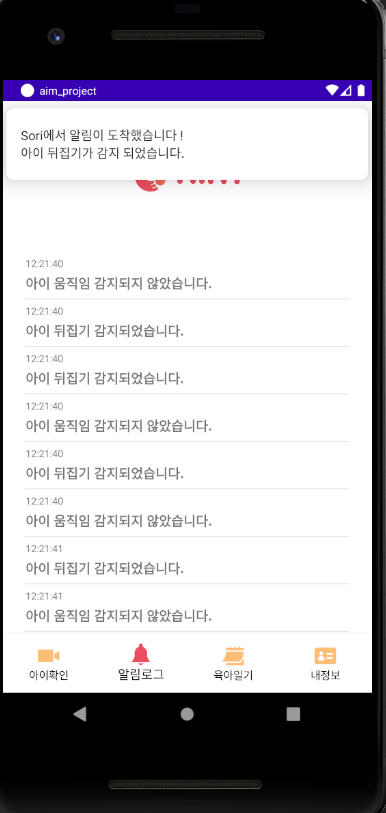 aim_project
Sori에서 알림이 도착했습니다 !
아이 뒤집기가 감지 되었습니다.
12:21:40
아이 움직임 감지되지 않았습니다.
12:21:40
아이 뒤집기 감지되었습니다.
12:21:40
아이 뒤집기 감지되었습니다.
12:21:40
아이 움직임 감지되지 않았습니다.
12:21:40
아이 뒤집기 감지되었습니다.
12:21:40
아이 움직임 감지되지 않았습니다.
12:21:41
아이 뒤집기 감지되었습니다.
12:21:41
아이 움직임 감지되지 않았습니다.
아이확인 알림로그 육아일기 내정보